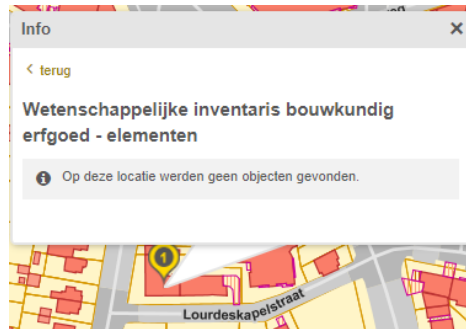 Info
×
< terug
Wetenschappelijke inventaris bouwkundig
erfgoed - elementen
Op deze locatie werden geen objecten gevonden.
1
Lourdeskapelstraat